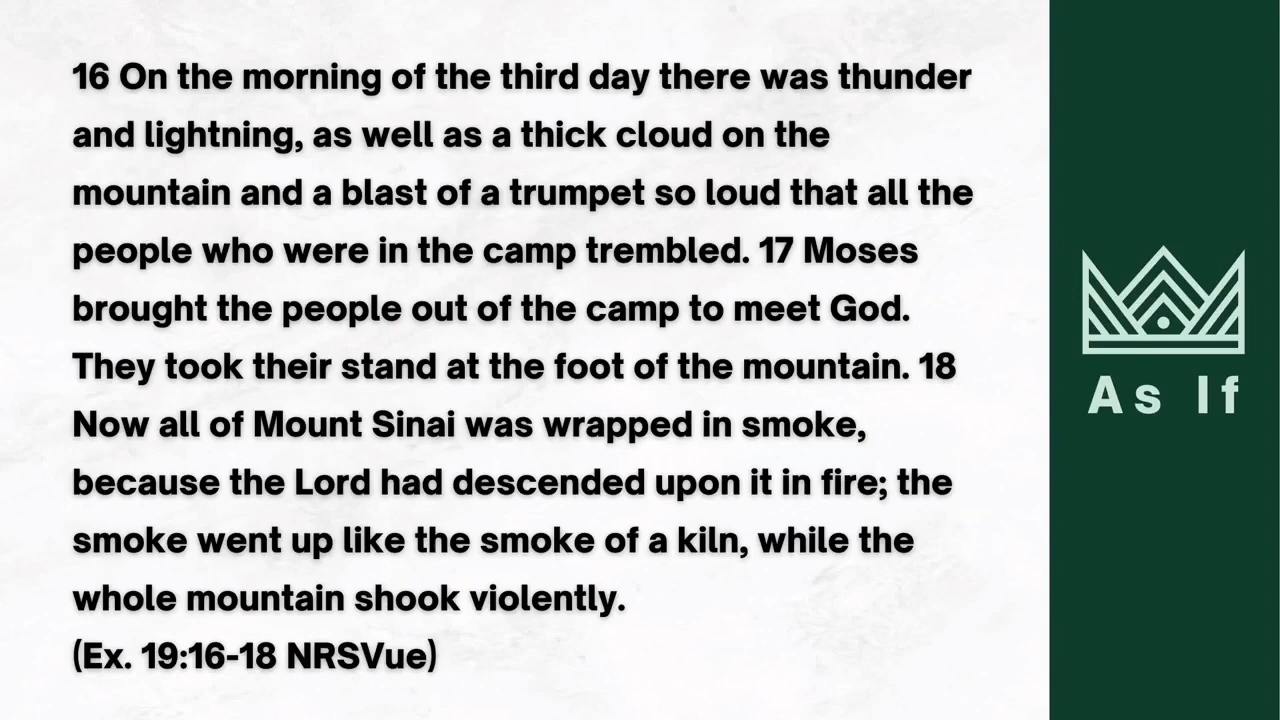 16 On the morning of the third day there was thunder
and lightning, as well as a thick cloud on the
mountain and a blast of a trumpet so loud that all the
people who were in the camp trembled. 17 Moses
brought the people out of the camp to meet God.
They took their stand at the foot of the mountain. 18
Now all of Mount Sinai was wrapped in smoke,
because the Lord had descended upon it in fire; the
smoke went up like the smoke of a kiln, while the
whole mountain shook violently.
(Ex. 19:16-18 NRSVue)
As If